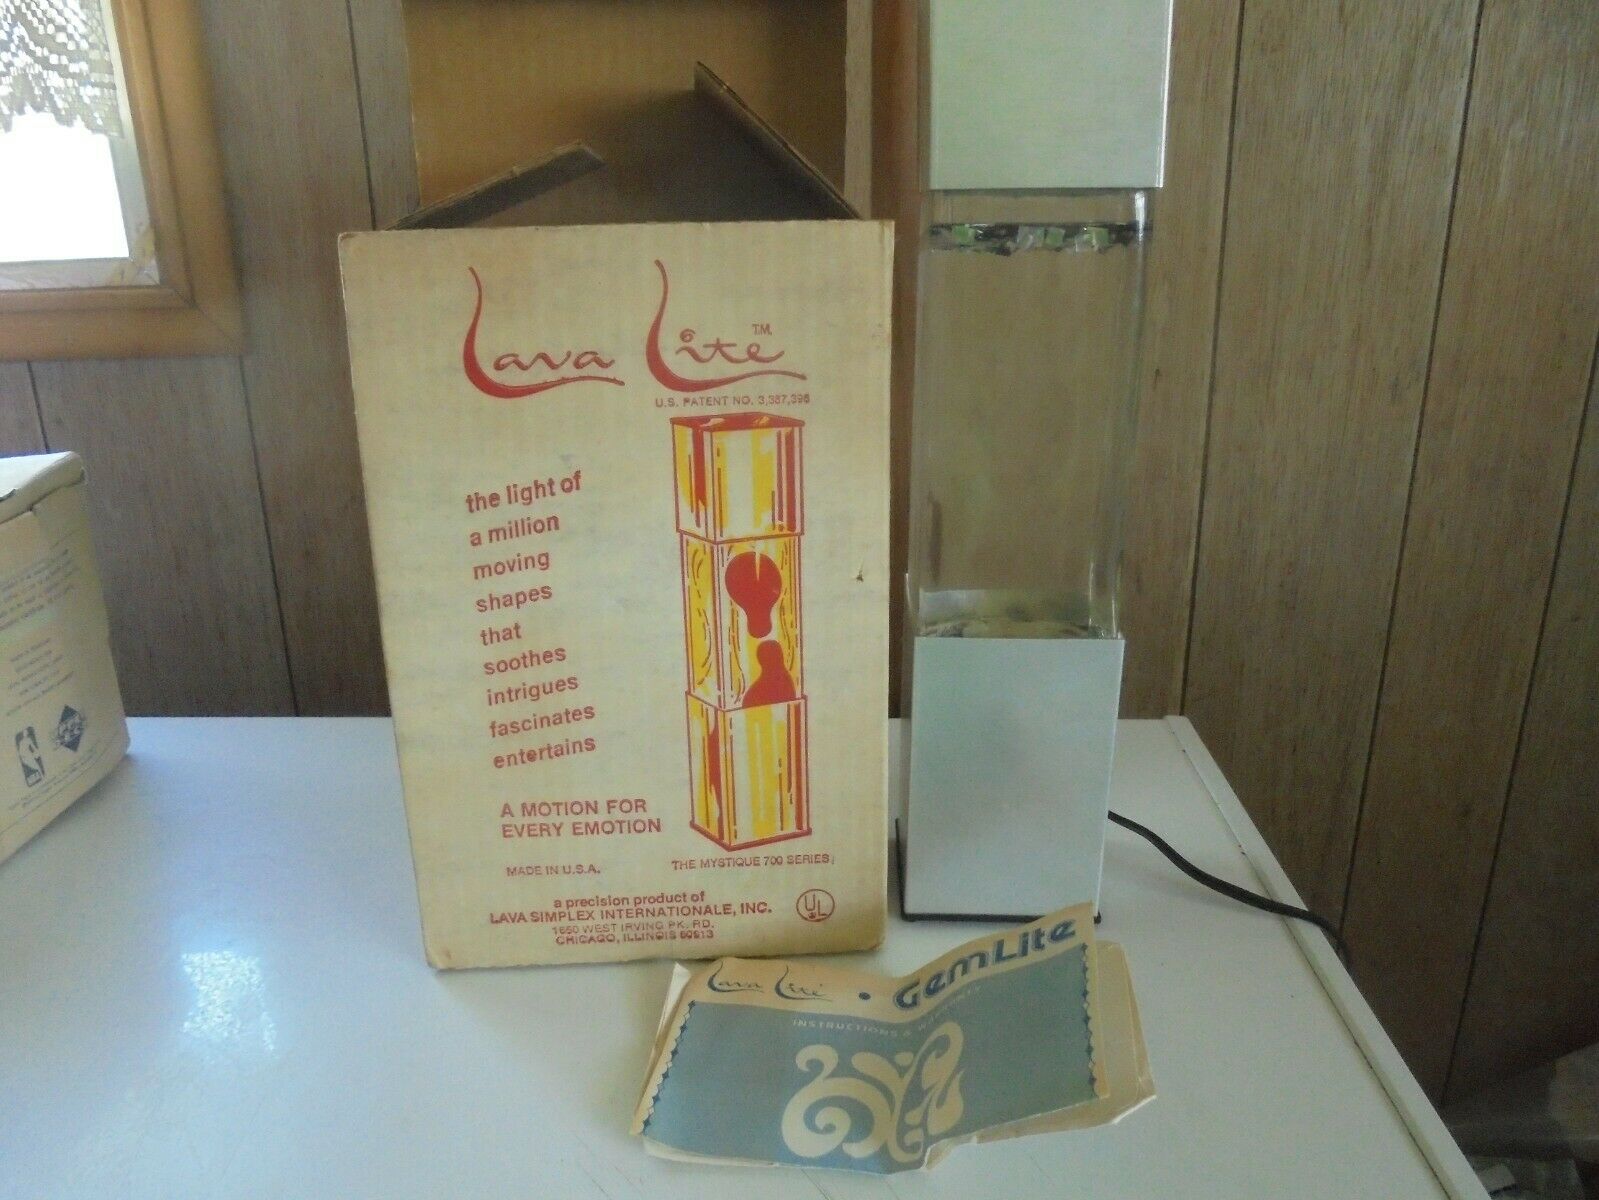 Lava Lite T.M.
U.S. PATENT NO. 3,387,396
the light of
a million
moving
shapes
that
soothes
intrigues
fascinates
entertains
A MOTION FOR
EVERY EMOTION
MADE IN U.S.A.
THE MYSTIQUE 700 SERIES
a precision product of
LAVA SIMPLEX INTERNATIONALE, INC.
1650 WEST IRVING PK. RD.
CHICAGO, ILLINOIS 60613
UL
Lava Lite • GemLite
INSTRUCTIONS & WARRANTY
NBA